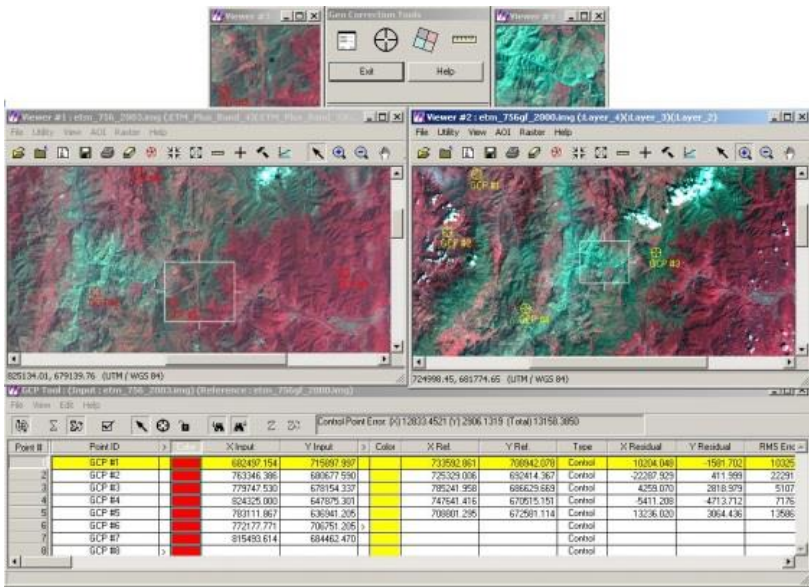 Viewer #1
Geo Correction Tools
Viewer #
Exit
Help
Viewer #1 : etm_756_2003.img (:ETM_Plus_Band_4)(:ETM_Plus_Band_
File Utility View AOI Raster Help
Viewer #2 : etm_756gf_2000.img (:Layer_4)(:Layer_3)(:Layer_2)
File Utility View AOI Raster Help
GCP #1
GCP #2
GCP #3
825134.01, 679139.76 (UTM / WGS 84)
724998.45, 681774.65 (UTM / WGS 84)
GCP Tool : (Input : etm_756_2003.img) (Reference : etm_756gf_2000.img)
File View Edit Help
Control Point Error: (X) 12833.4521 (Y) 2906.1319 (Total) 13158.3850
Point # Point ID > Color X Input Y Input > Color X Ref. Y Ref. Type X Residual Y Residual RMS Erro
GCP #1 682497.154 715897.997 733592.861 708942.078 Control 10204.048 -1581.702 10325
2 GCP #2 763346.386 680677.590 725329.006 692414.367 Control -22287.929 411.999 22291
3 GCP #3 779747.530 678154.337 785241.958 686629.669 Control 4259.070 2818.979 5107
4 GCP #4 824325.000 647875.301 747641.416 670515.151 Control -5411.208 -4713.712 7176
5 GCP #5 783111.867 636941.205 708801.295 672581.114 Control 13236.020 3064.436 13586
6 GCP #6 772177.771 706751.205 > Control
7 GCP #7 815493.614 684462.470 Control
8 GCP #8 > Control